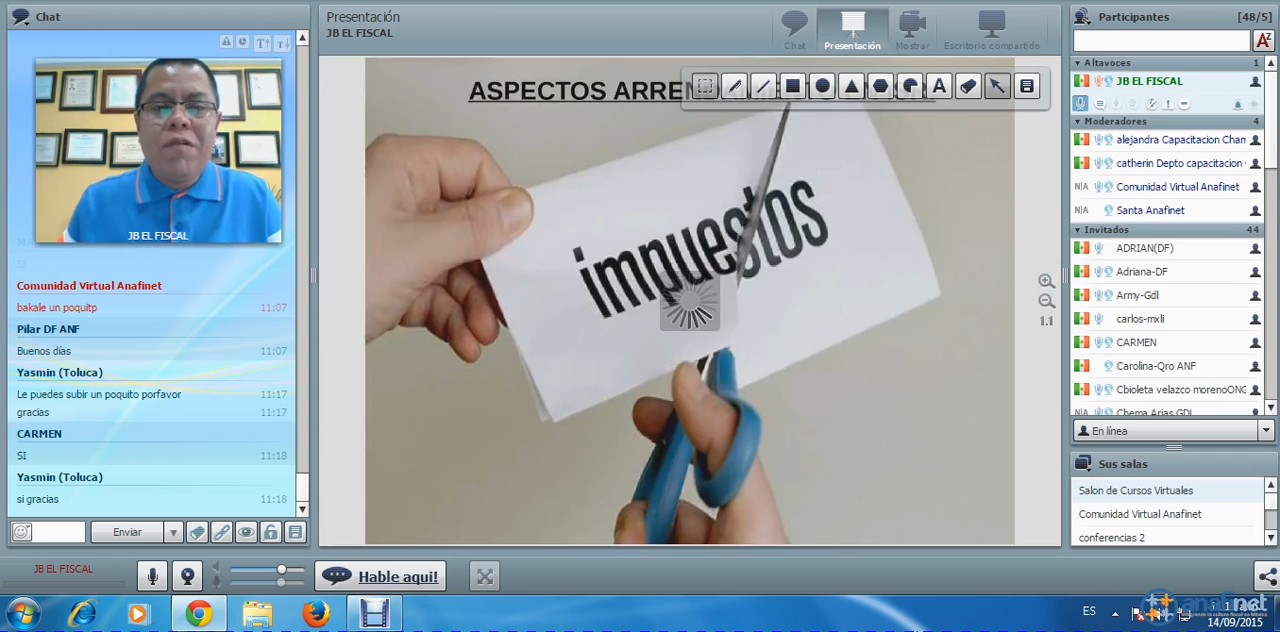 Chat
JB EL FISCAL
Comunidad Virtual Anafinet
bakale un poquitp 11:07
Pilar DF ANF
Buenos días 11:07
Yasmin (Toluca)
Le puedes subir un poquito porfavor 11:17
gracias 11:17
CARMEN
SI 11:18
Yasmin (Toluca)
si gracias 11:18
Enviar
Presentación
JB EL FISCAL
Chat
Presentación
Mostrar
Escritorio compartido
ASPECTOS
impuestos
1.1
Participantes [48/5]
Altavoces 1
JB EL FISCAL
Moderadores 4
alejandra Capacitacion Cham
catherin Depto capacitacion
N|A Comunidad Virtual Anafinet
N|A Santa Anafinet
Invitados 44
ADRIAN(DF)
Adriana-DF
Army-Gdl
carlos-mxli
CARMEN
Carolina-Qro ANF
Cbioleta velazco morenoONG
N|A Chema Arias GDL
En línea
Sus salas
Salon de Cursos Virtuales
Comunidad Virtual Anafinet
conferencias 2
JB EL FISCAL
Hable aqui!
ES
anafinet
14/09/2015